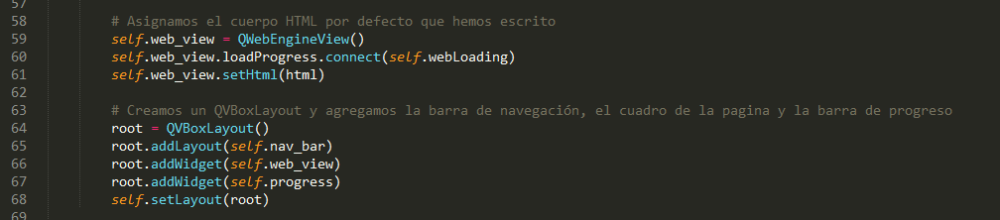 57
58 # Asignamos el cuerpo HTML por defecto que hemos escrito
59 self.web_view = QWebEngineView()
60 self.web_view.loadProgress.connect(self.webLoading)
61 self.web_view.setHtml(html)
62
63 # Creamos un QVBoxLayout y agregamos la barra de navegación, el cuadro de la pagina y la barra de progreso
64 root = QVBoxLayout()
65 root.addLayout(self.nav_bar)
66 root.addWidget(self.web_view)
67 root.addWidget(self.progress)
68 self.setLayout(root)
69